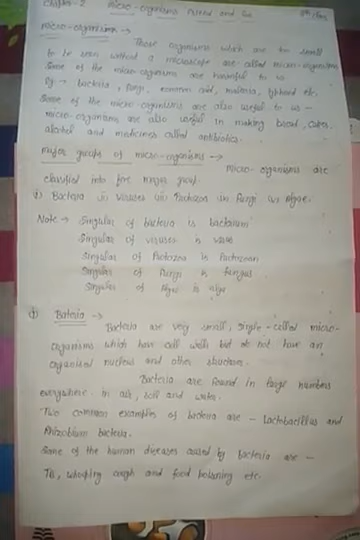 Chapter-2 Micro-organisms Friend and Foe 8th class
Micro-organisms →
Those organisms which are too small
to be seen without a microscope are called micro-organisms
Some of the micro organisms are harmful to us
Eg → bacteria, fungi, common cold, malaria, typhoid etc.
Some of the micro organisms are also useful to us -
micro-organisms are also useful in making bread, cakes,
alcohol and medicines called antibiotics.
Major groups of micro-organisms →
Micro-organisms are
classified into five major group.
i) Bacteria ii) viruses iii) Protozoa iv) Fungi v) Algae.
Note → Singular of bacteria is bacterium
Singular of viruses is virus
Singular of Protozoa is Protozoan
Singular of Fungi is fungus
Singular of Algae is alga
Bacteria →
Bacteria are very small, single-celled micro-
organisms which have cell walls but do not have an
organised nucleus and other structures.
Bacteria are found in large numbers
everywhere in air, soil and water.
Two common examples of bacteria are - Lactobacillus and
Rhizobium bacteria.
Some of the human diseases caused by bacteria are -
TB, whooping cough and food poisoning etc.